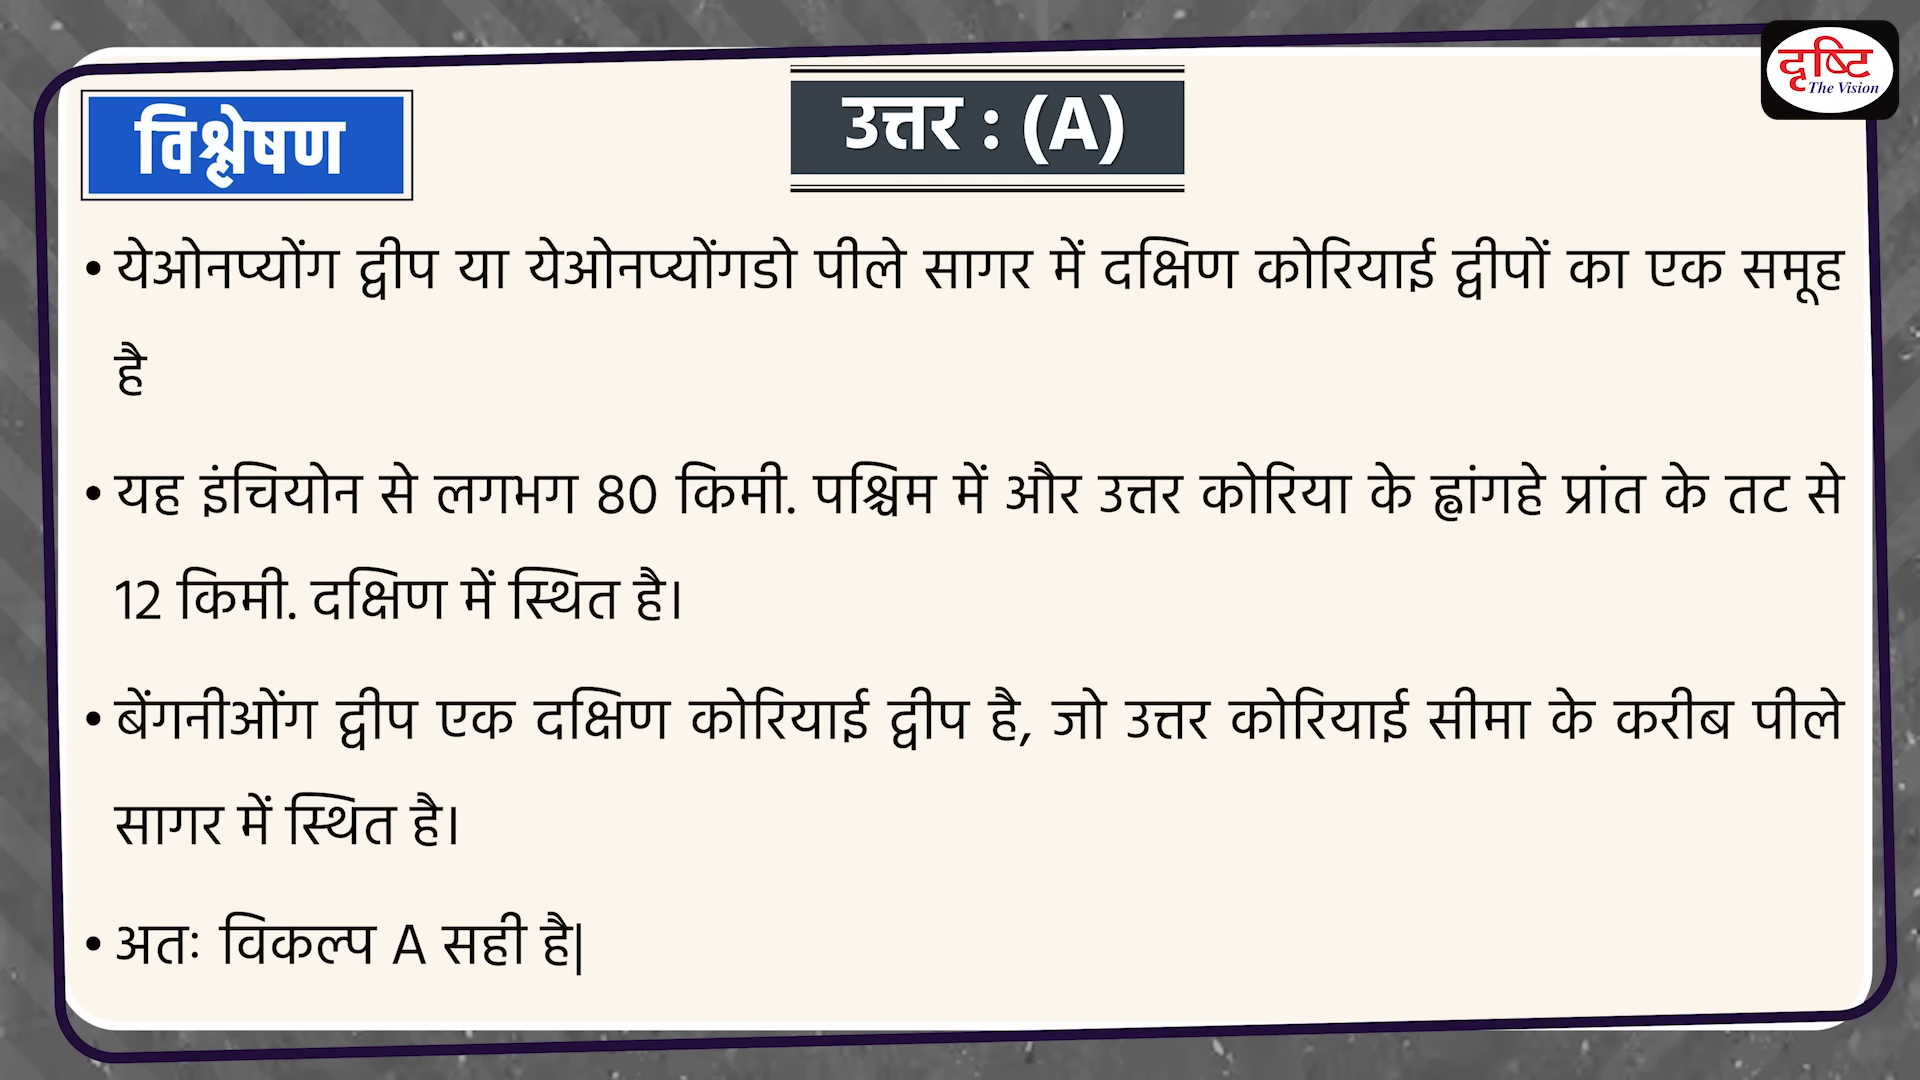 विश्लेषण
उत्तर : (A)
दृष्टि
The Vision
• येओनप्योंग द्वीप या येओनप्योंगडो पीले सागर में दक्षिण कोरियाई द्वीपों का एक समूह
है
• यह इंचियोन से लगभग 80 किमी. पश्चिम में और उत्तर कोरिया के ह्वांगहे प्रांत के तट से
12 किमी. दक्षिण में स्थित है।
• बेंगनीओंग द्वीप एक दक्षिण कोरियाई द्वीप है, जो उत्तर कोरियाई सीमा के करीब पीले
सागर में स्थित है।
• अतः विकल्प A सही है|